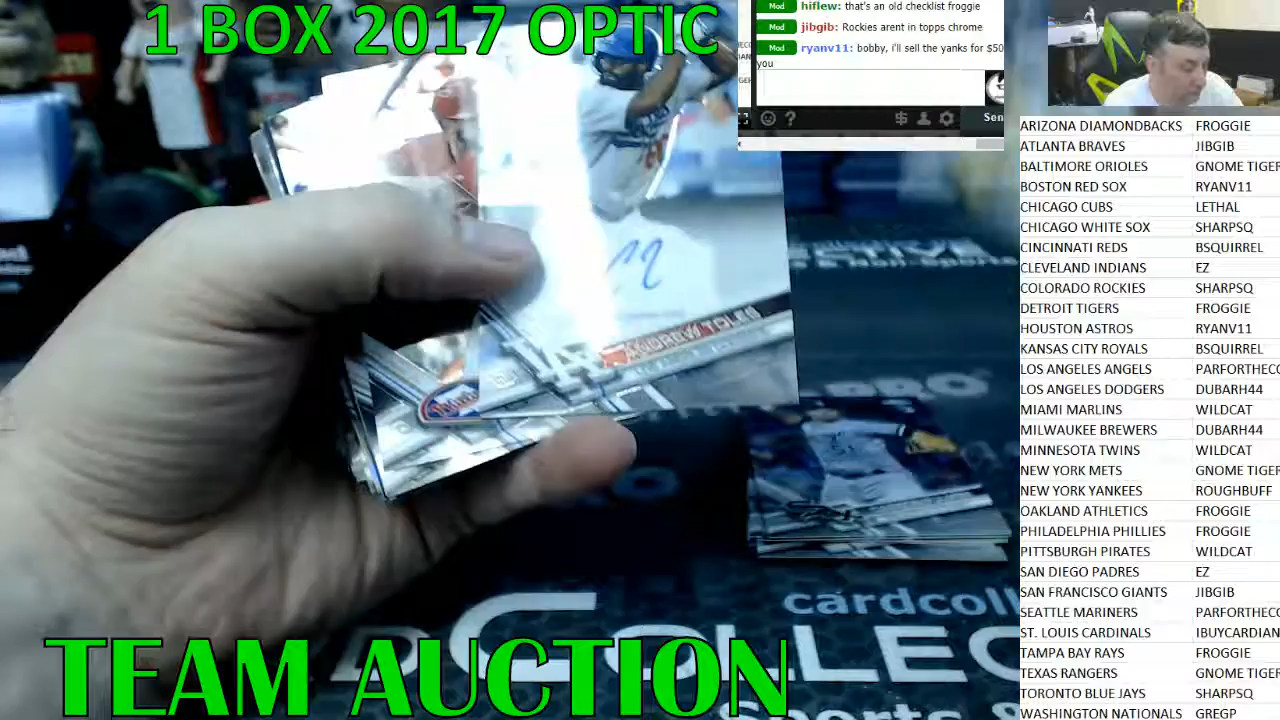 1 BOX 2017 OPTIC
Mod hiflew: that's an old checklist froggie
Mod jibgib: Rockies arent in topps chrome
Mod ryanv11: bobby, i'll sell the yanks for $50
you
Sen
ARIZONA DIAMONDBACKS FROGGIE
ATLANTA BRAVES JIBGIB
BALTIMORE ORIOLES GNOME TIGER
BOSTON RED SOX RYANV11
CHICAGO CUBS LETHAL
CHICAGO WHITE SOX SHARPSQ
CINCINNATI REDS BSQUIRREL
CLEVELAND INDIANS EZ
COLORADO ROCKIES SHARPSQ
DETROIT TIGERS FROGGIE
HOUSTON ASTROS RYANV11
KANSAS CITY ROYALS BSQUIRREL
LOS ANGELES ANGELS PARFORTHECO
LOS ANGELES DODGERS DUBARH44
MIAMI MARLINS WILDCAT
MILWAUKEE BREWERS DUBARH44
MINNESOTA TWINS WILDCAT
NEW YORK METS GNOME TIGER
NEW YORK YANKEES ROUGHBUFF
OAKLAND ATHLETICS FROGGIE
PHILADELPHIA PHILLIES FROGGIE
PITTSBURGH PIRATES WILDCAT
SAN DIEGO PADRES EZ
SAN FRANCISCO GIANTS JIBGIB
SEATTLE MARINERS PARFORTHECO
ST. LOUIS CARDINALS IBUYCARDIAN
TAMPA BAY RAYS FROGGIE
TEXAS RANGERS GNOME TIGER
TORONTO BLUE JAYS SHARPSQ
WASHINGTON NATIONALS GREGP
ANDREW TOLES
cardcoll
DCOLLEC
Sports &
TEAM AUCTION